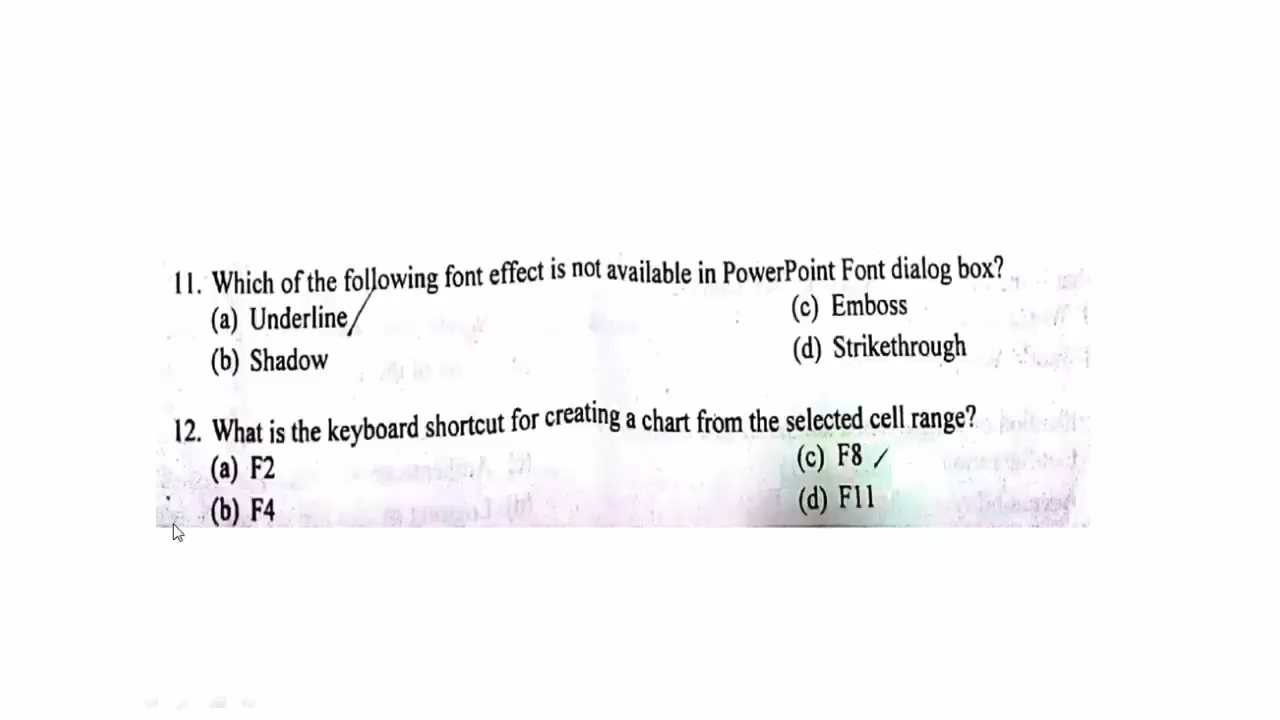 11. Which of the following font effect is not available in PowerPoint Font dialog box?
(a) Underline
(c) Emboss
(b) Shadow
(d) Strikethrough
12. What is the keyboard shortcut for creating a chart from the selected cell range?
(a) F2
(c) F8
(b) F4
(d) F11